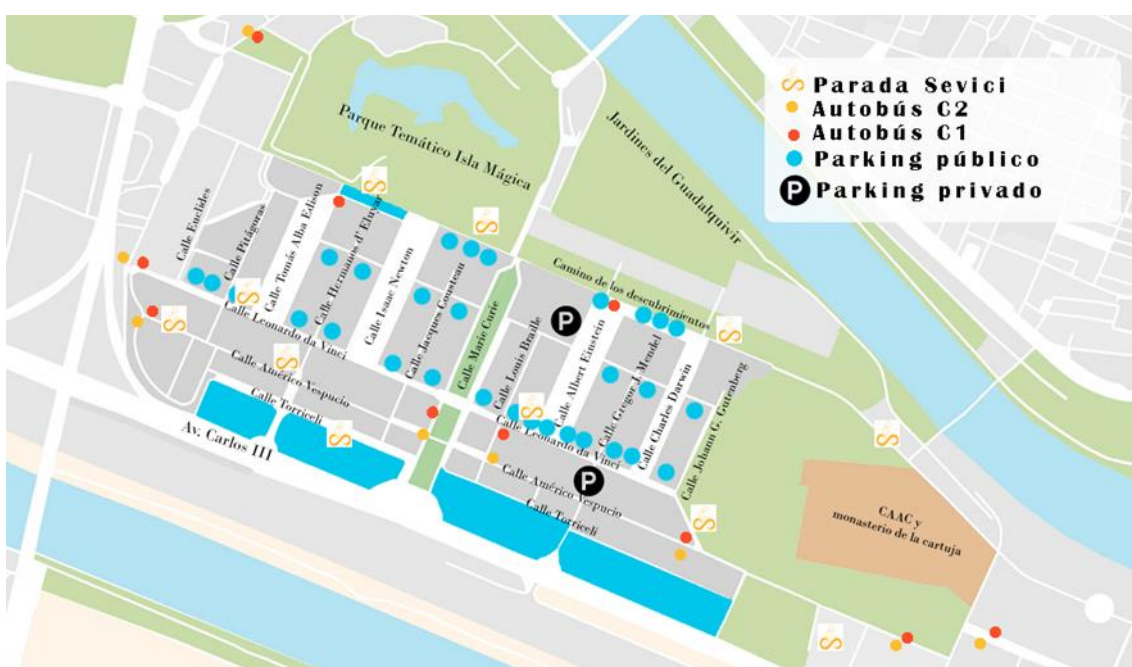 Parada Sevici
Autobús C2
Autobús C1
Parking público
P Parking privado
Parque Temático Isla Mágica
Jardines del Guadalquivir
Camino de los descubrimientos
Calle Euclides
Calle Pitágoras
Calle Tomás Alba Edison
Calle Hermanos d' Eluyar
Calle Isaac Newton
Calle Jacques Cousteau
Calle Marie Curie
Calle Louis Braille
P
Calle Albert Einstein
Calle Gregor J. Mendel
Calle Charles Darwin
Calle Johann G. Gutenberg
Calle Leonardo da Vinci
Calle Leonardo da Vinci
Calle Américo Vespucio
Calle Torriceli
Av. Carlos III
P
Calle Américo Vespucio
Calle Torriceli
CAAC y
monasterio de la cartuja